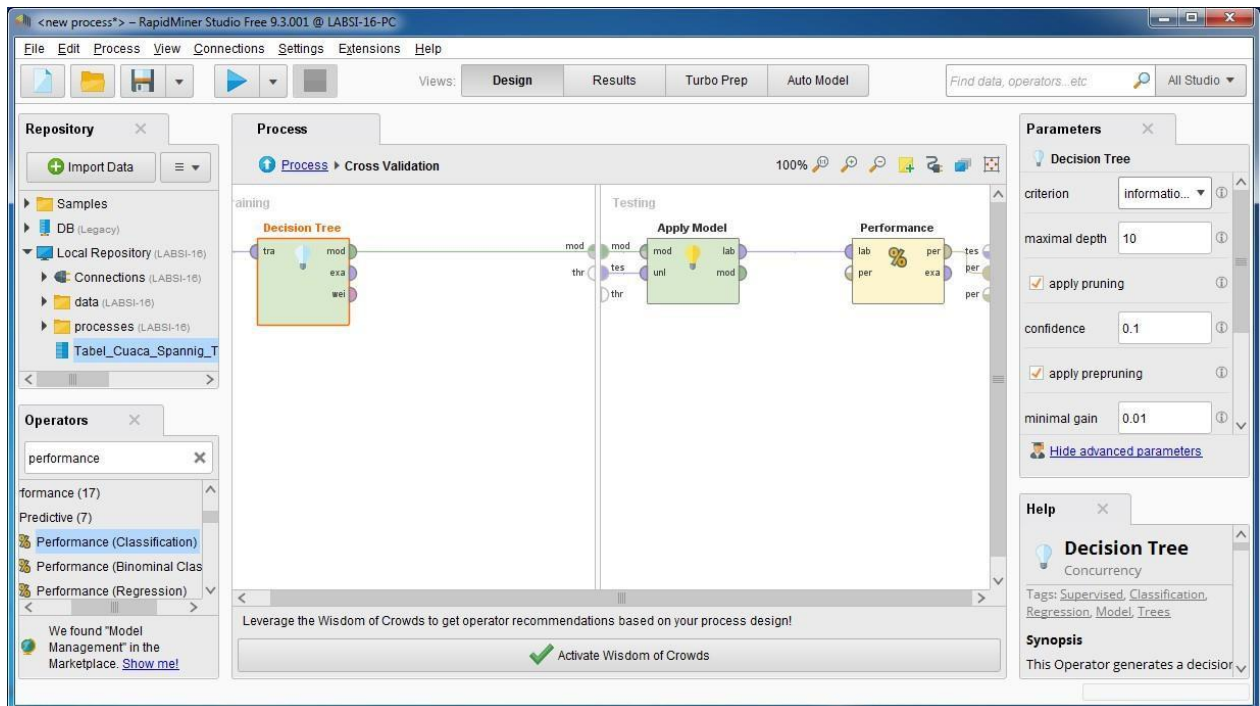 <new process*> – RapidMiner Studio Free 9.3.001 @ LABSI-16-PC
File Edit Process View Connections Settings Extensions Help
Views: Design Results Turbo Prep Auto Model Find data, operators...etc All Studio
Repository
Import Data
Samples
DB (Legacy)
Local Repository (LABSI-16)
Connections (LABSI-16)
data (LABSI-16)
processes (LABSI-16)
Tabel_Cuaca_Spannig_T
Operators
performance
formance (17)
Predictive (7)
Performance (Classification)
Performance (Binominal Clas
Performance (Regression)
We found "Model
Management" in the
Marketplace. Show me!
Process
Process Cross Validation
100%
aining
Decision Tree
tra mod
exa
wei
mod
thr
Testing
mod
tes
thr
Apply Model
mod lab
unl mod
Performance
lab % per
per exa
tes
per
per
Leverage the Wisdom of Crowds to get operator recommendations based on your process design!
Activate Wisdom of Crowds
Parameters
Decision Tree
criterion informatio...
maximal depth 10
apply pruning
confidence 0.1
apply prepruning
minimal gain 0.01
Hide advanced parameters
Help
Decision Tree
Concurrency
Tags: Supervised, Classification,
Regression, Model, Trees
Synopsis
This Operator generates a decision